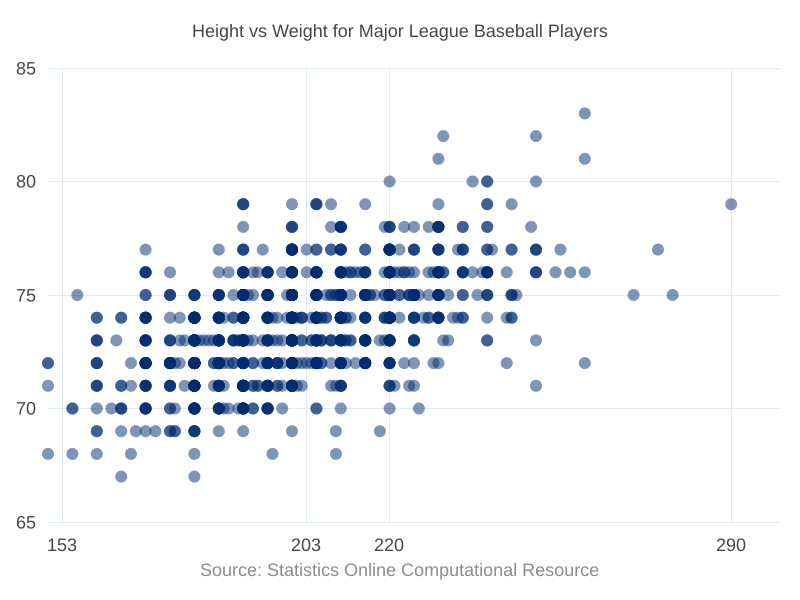 Height vs Weight for Major League Baseball Players
85
80
75
70
65
153 203 220 290
Source: Statistics Online Computational Resource